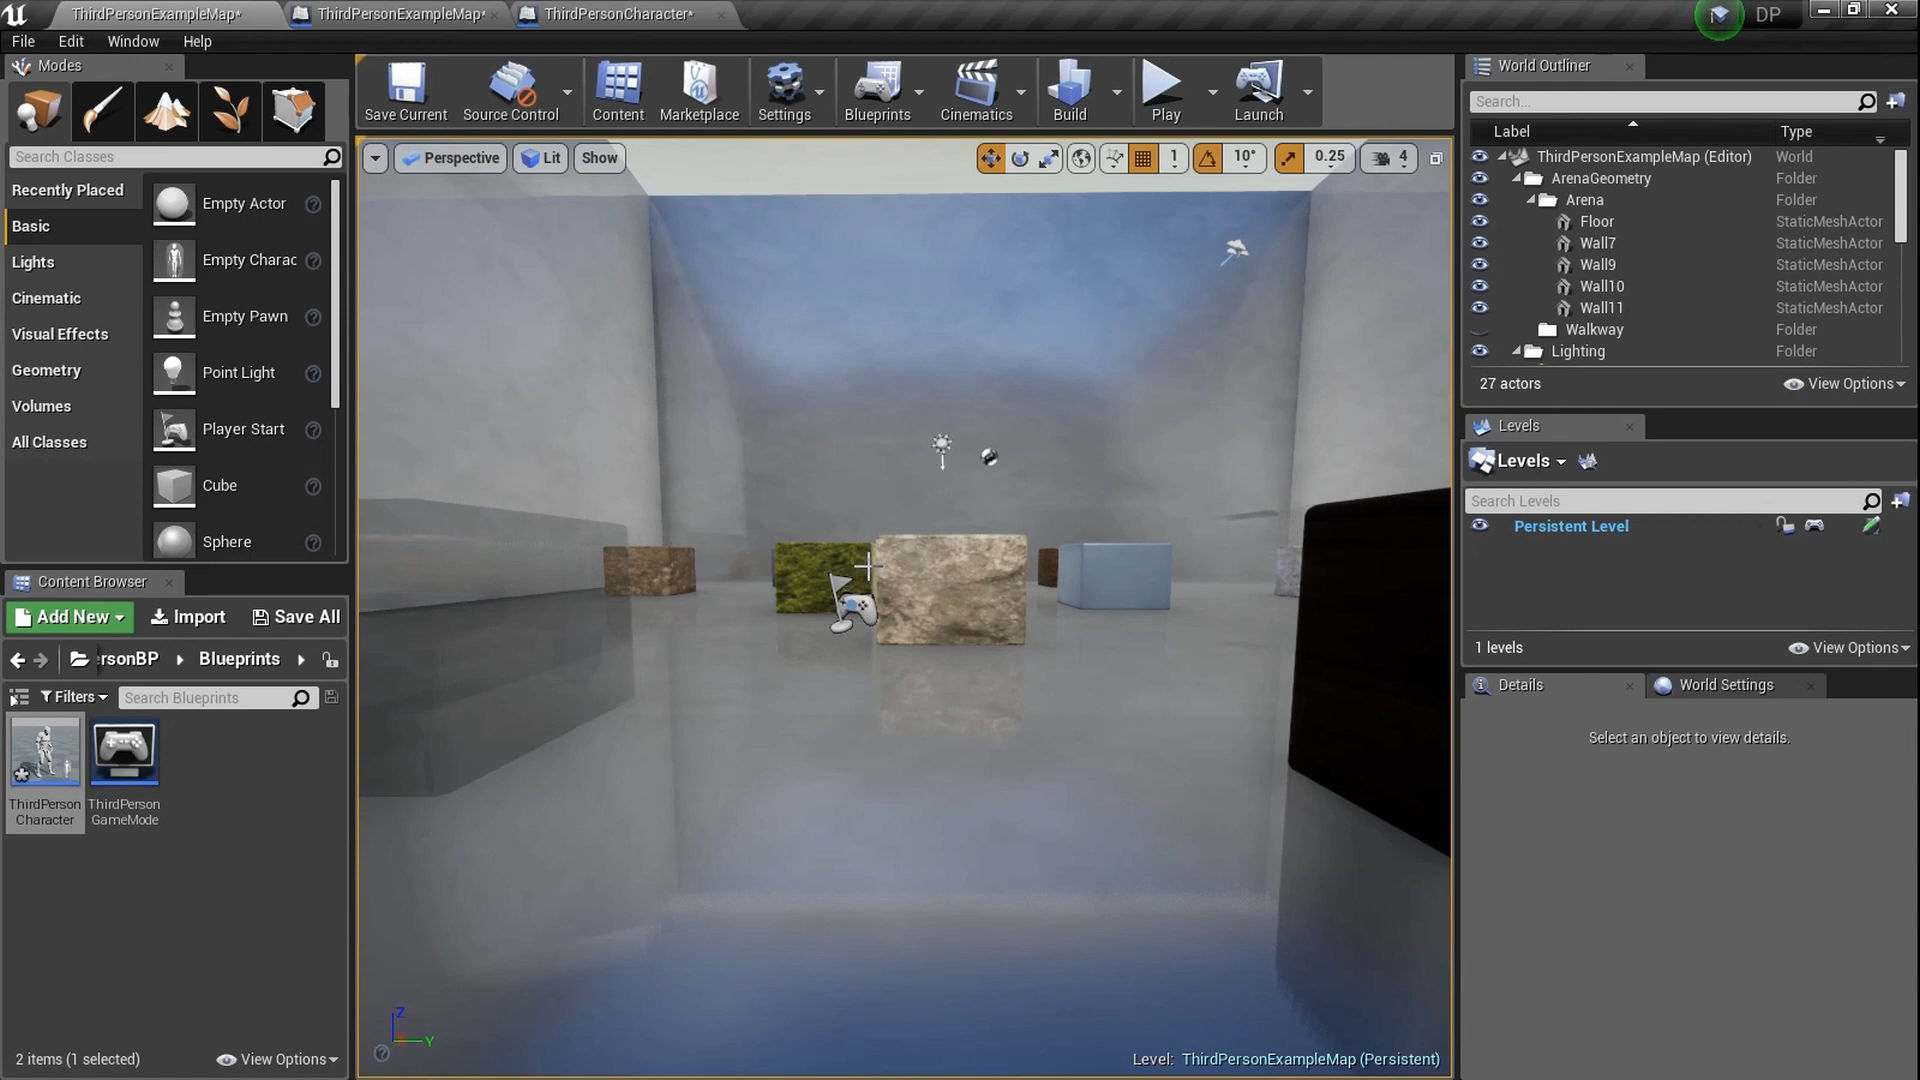 ThirdPersonExampleMap*
ThirdPersonExampleMap*
ThirdPersonCharacter*
DP
File Edit Window Help
Modes
Search Classes
Recently Placed
Basic
Lights
Cinematic
Visual Effects
Geometry
Volumes
All Classes
Empty Actor
Empty Charac
Empty Pawn
Point Light
Player Start
Cube
Sphere
Save Current
Source Control
Content
Marketplace
Settings
Blueprints
Cinematics
Build
Play
Launch
Perspective
Lit
Show
1
10°
0.25
4
Z
Y
Level: ThirdPersonExampleMap (Persistent)
Content Browser
Add New
Import
Save All
rsonBP
Blueprints
Filters
Search Blueprints
ThirdPerson
Character
ThirdPerson
GameMode
2 items (1 selected)
View Options
World Outliner
Search...
Label Type
ThirdPersonExampleMap (Editor) World
ArenaGeometry Folder
Arena Folder
Floor StaticMeshActor
Wall7 StaticMeshActor
Wall9 StaticMeshActor
Wall10 StaticMeshActor
Wall11 StaticMeshActor
Walkway Folder
Lighting Folder
27 actors
View Options
Levels
Levels
Search Levels
Persistent Level
1 levels
View Options
Details
World Settings
Select an object to view details.